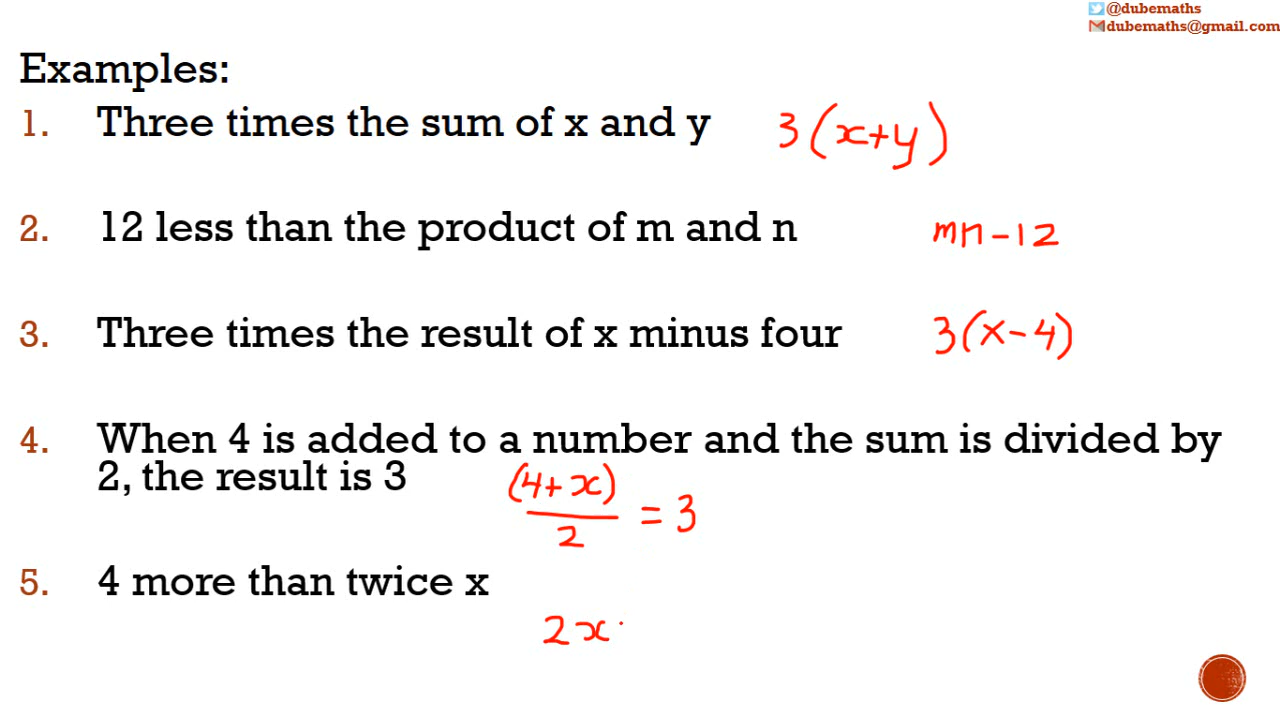 @dubemaths
dubemaths@gmail.com
Examples:
1. Three times the sum of x and y 3(x+y)
2. 12 less than the product of m and n mn-12
3. Three times the result of x minus four 3(x-4)
4. When 4 is added to a number and the sum is divided by
2, the result is 3 (4+x)/2 = 3
5. 4 more than twice x
2x